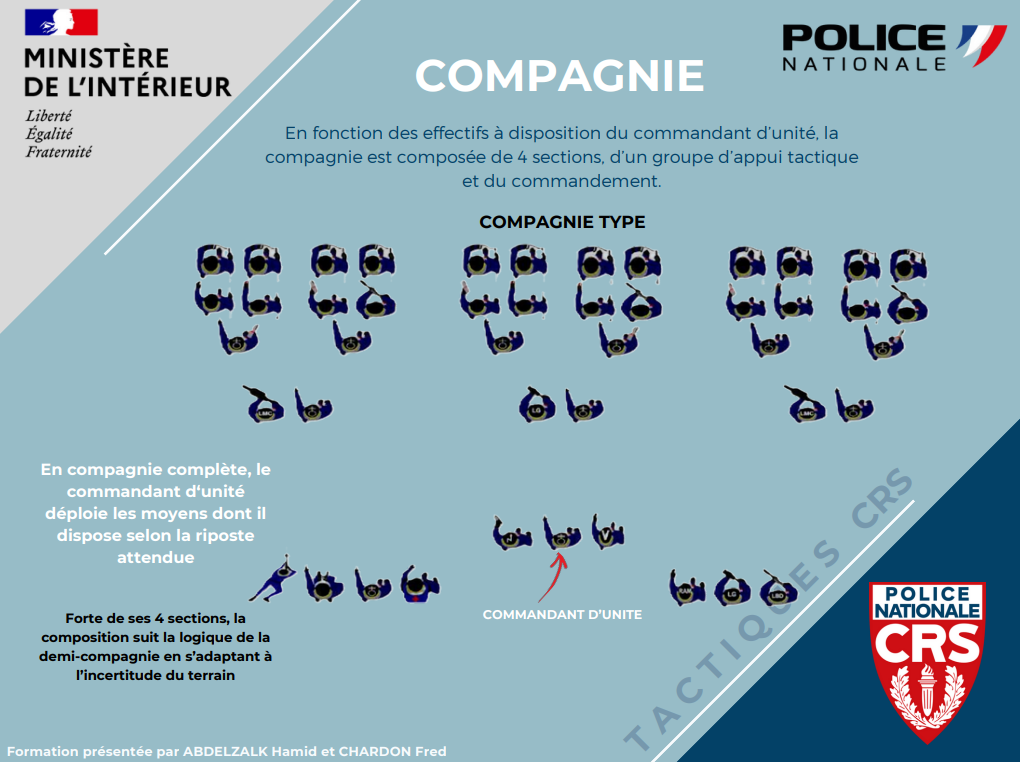 MINISTÈRE
DE L'INTÉRIEUR
Liberté
Égalité
Fraternité
POLICE
NATIONALE
COMPAGNIE
En fonction des effectifs à disposition du commandant d'unité, la
compagnie est composée de 4 sections, d'un groupe d'appui tactique
et du commandement.
COMPAGNIE TYPE
LMC
LG
LMC
En compagnie complète, le
commandant d'unité
déploie les moyens dont il
dispose selon la riposte
attendue
J
V
COMMANDANT D'UNITE
RAM
LG
LBD
Forte de ses 4 sections, la
composition suit la logique de la
demi-compagnie en s'adaptant à
l'incertitude du terrain
TACTIQUES CRS
POLICE
NATIONALE
CRS
Formation présentée par ABDELZALK Hamid et CHARDON Fred